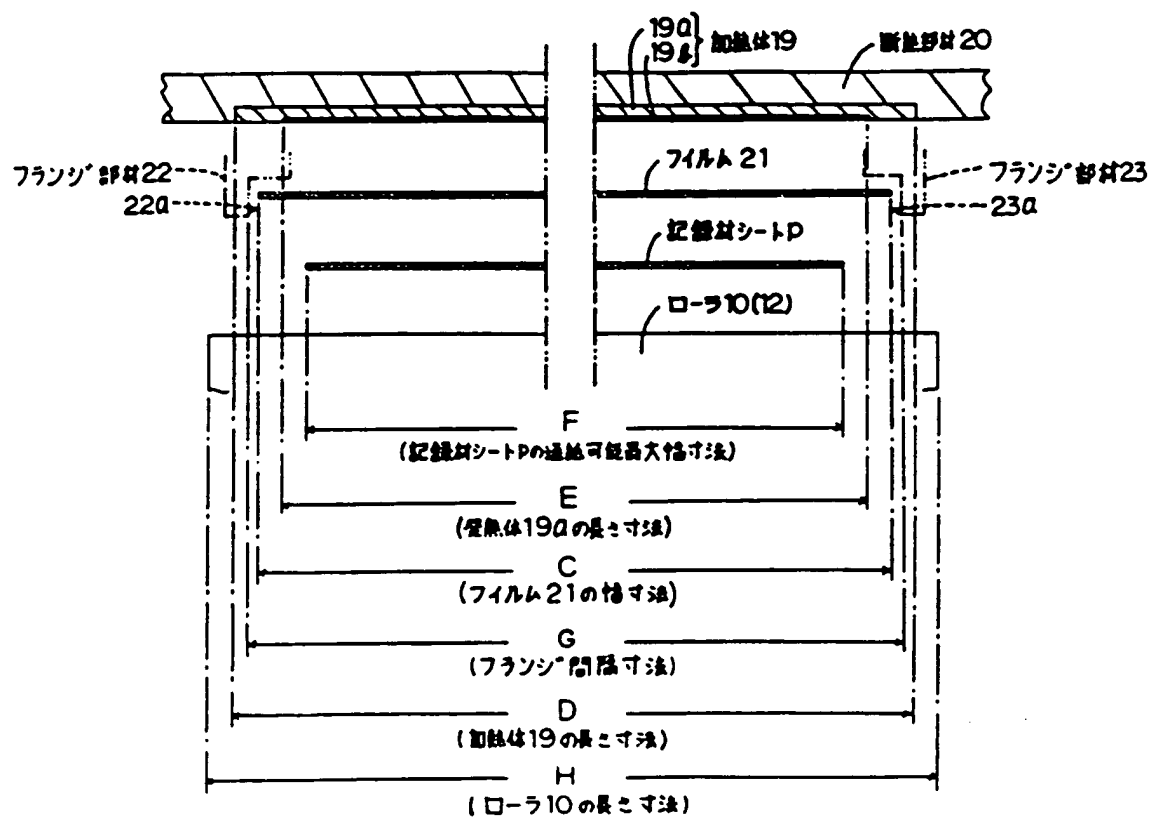 19a
19b } 加熱体19
断熱部材20
フランジ部材22
22a
フイルム21
フランジ部材23
23a
記録材シートP
ローラ10(12)
F
(記録材シートPの通紙可能最大幅寸法)
E
(発熱体19aの長さ寸法)
C
(フィルム21の幅寸法)
G
(フランジ間隔寸法)
D
(加熱体19の長さ寸法)
H
(ローラ10の長さ寸法)